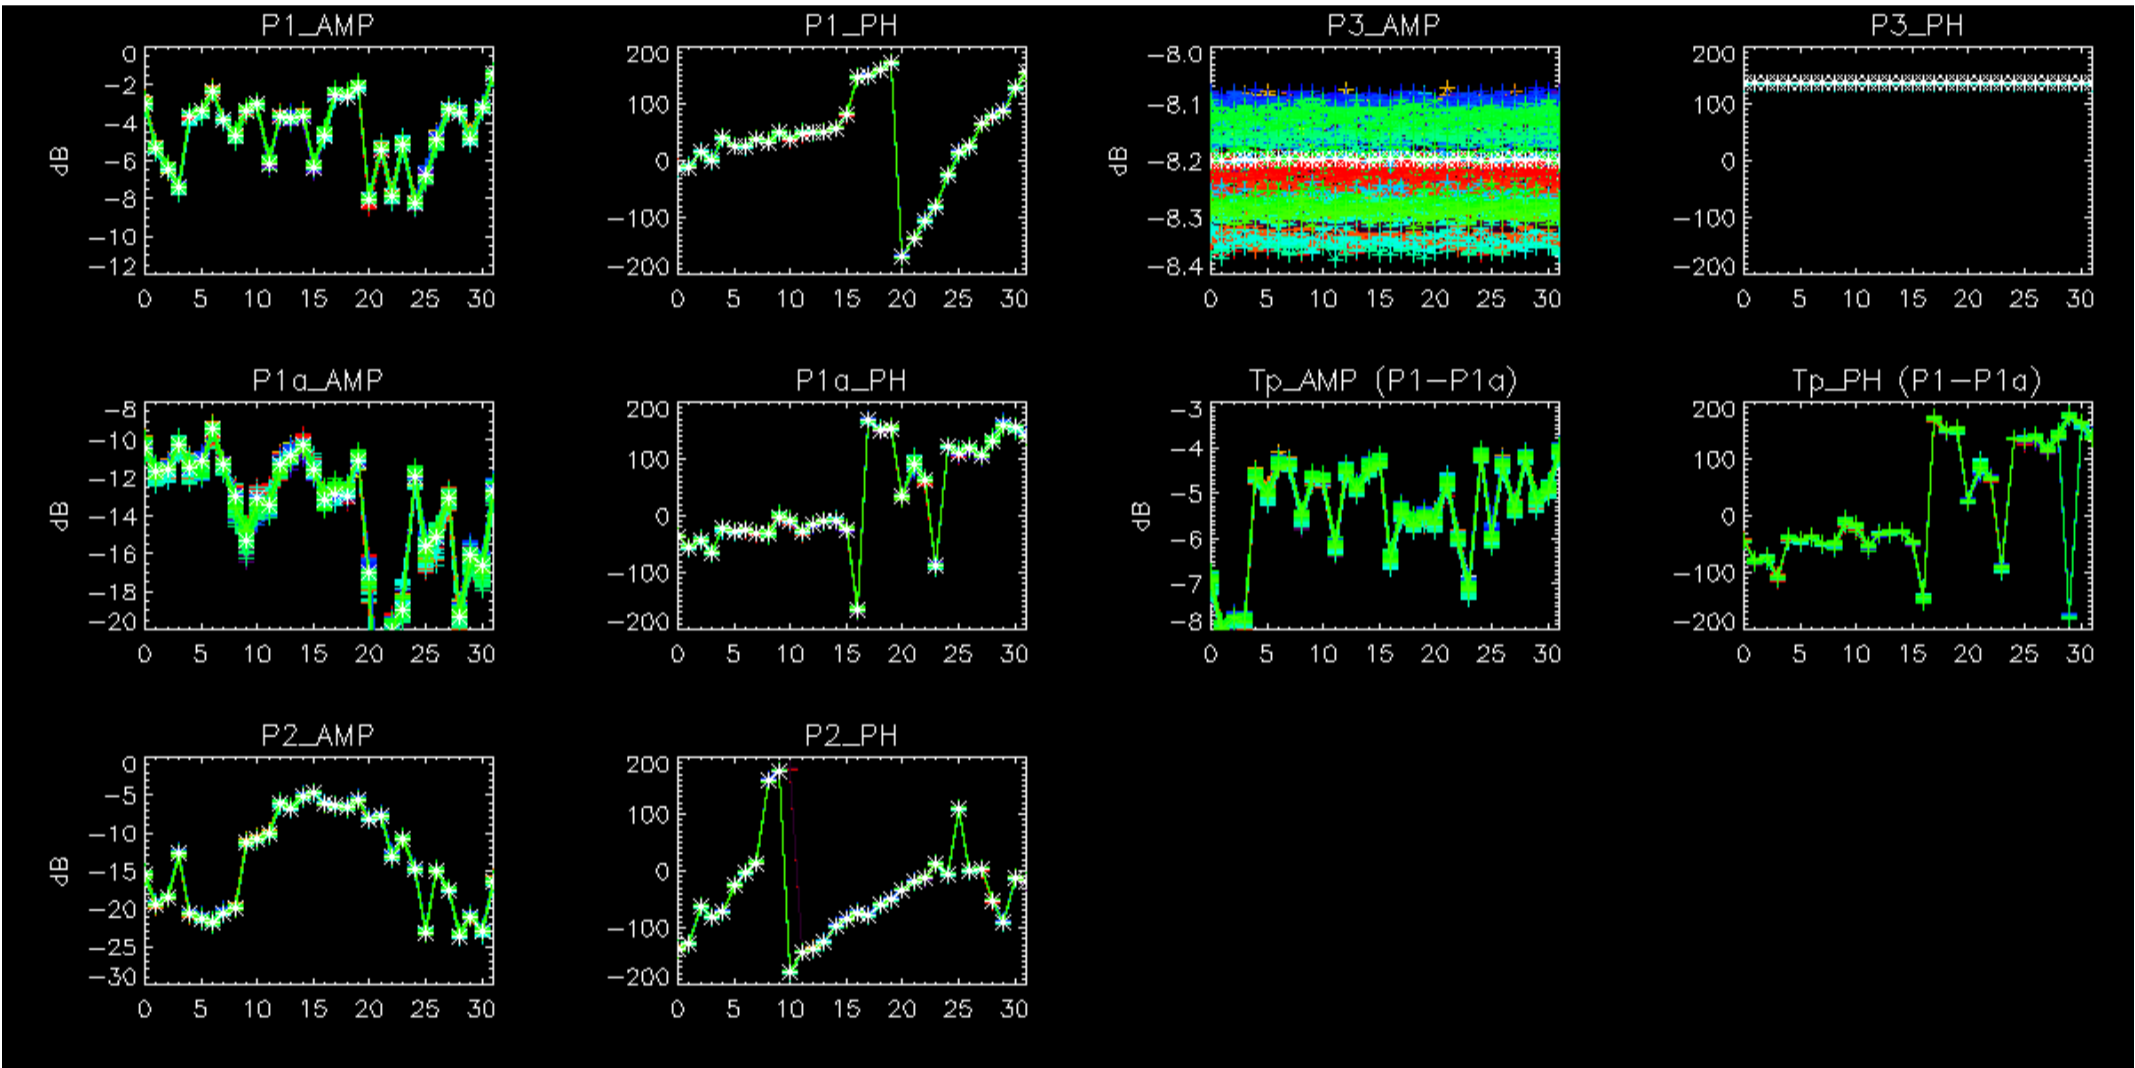 P1_AMP
P1_PH
P3_AMP
P3_PH
0
-2
-4
-6
-8
-10
-12
dB
0 5 10 15 20 25 30
200
100
0
-100
-200
0 5 10 15 20 25 30
-8.0
-8.1
-8.2
-8.3
-8.4
dB
0 5 10 15 20 25 30
200
100
0
-100
-200
0 5 10 15 20 25 30
P1a_AMP
P1a_PH
Tp_AMP (P1-P1a)
Tp_PH (P1-P1a)
-8
-10
-12
-14
-16
-18
-20
dB
0 5 10 15 20 25 30
200
100
0
-100
-200
0 5 10 15 20 25 30
-3
-4
-5
-6
-7
-8
dB
0 5 10 15 20 25 30
200
100
0
-100
-200
0 5 10 15 20 25 30
P2_AMP
P2_PH
0
-5
-10
-15
-20
-25
-30
dB
0 5 10 15 20 25 30
200
100
0
-100
-200
0 5 10 15 20 25 30